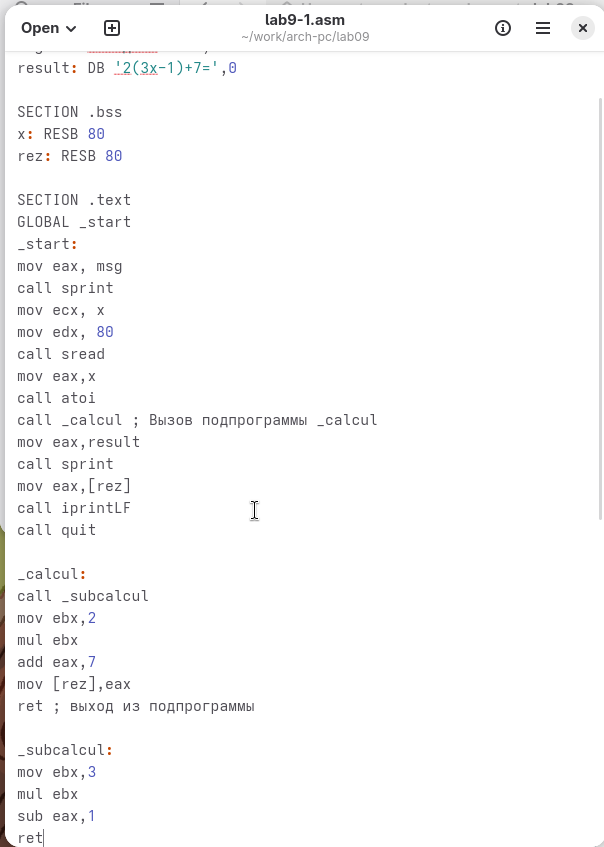 Open
lab9-1.asm
~/work/arch-pc/lab09
result: DB '2(3x-1)+7=',0
SECTION .bss
x: RESB 80
rez: RESB 80
SECTION .text
GLOBAL _start
_start:
mov eax, msg
call sprint
mov ecx, x
mov edx, 80
call sread
mov eax,x
call atoi
call _calcul ; Вызов подпрограммы _calcul
mov eax,result
call sprint
mov eax,[rez]
call iprintLF
call quit
_calcul:
call _subcalcul
mov ebx,2
mul ebx
add eax,7
mov [rez],eax
ret ; выход из подпрограммы
_subcalcul:
mov ebx,3
mul ebx
sub eax,1
ret